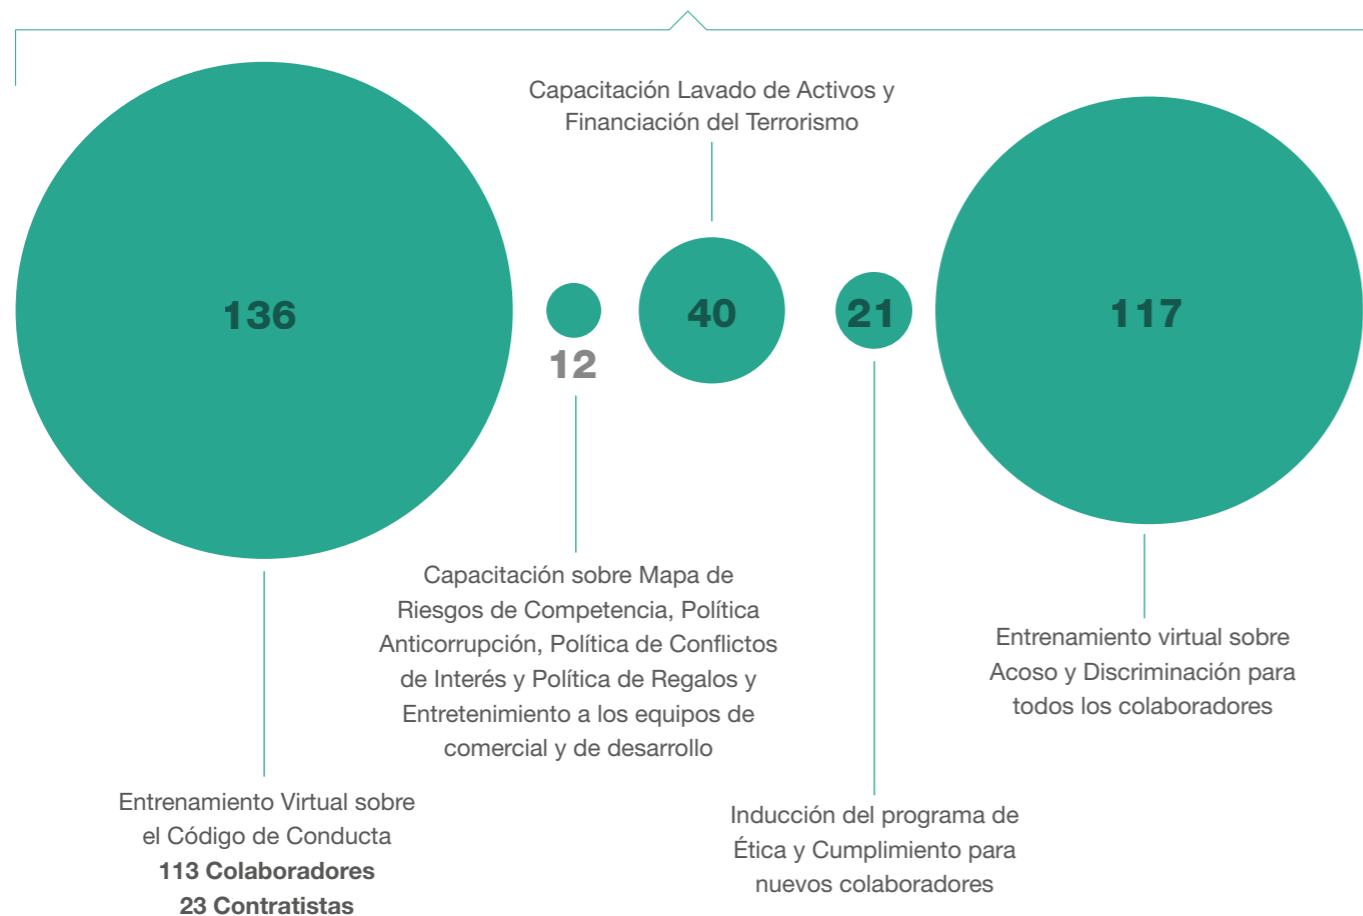 Capacitación Lavado de Activos y
Financiación del Terrorismo
136
12
40
21
117
Capacitación sobre Mapa de
Riesgos de Competencia, Política
Anticorrupción, Política de Conflictos
de Interés y Política de Regalos y
Entretenimiento a los equipos de
comercial y de desarrollo
Entrenamiento virtual sobre
Acoso y Discriminación para
todos los colaboradores
Entrenamiento Virtual sobre
el Código de Conducta
113 Colaboradores
23 Contratistas
Inducción del programa de
Ética y Cumplimiento para
nuevos colaboradores